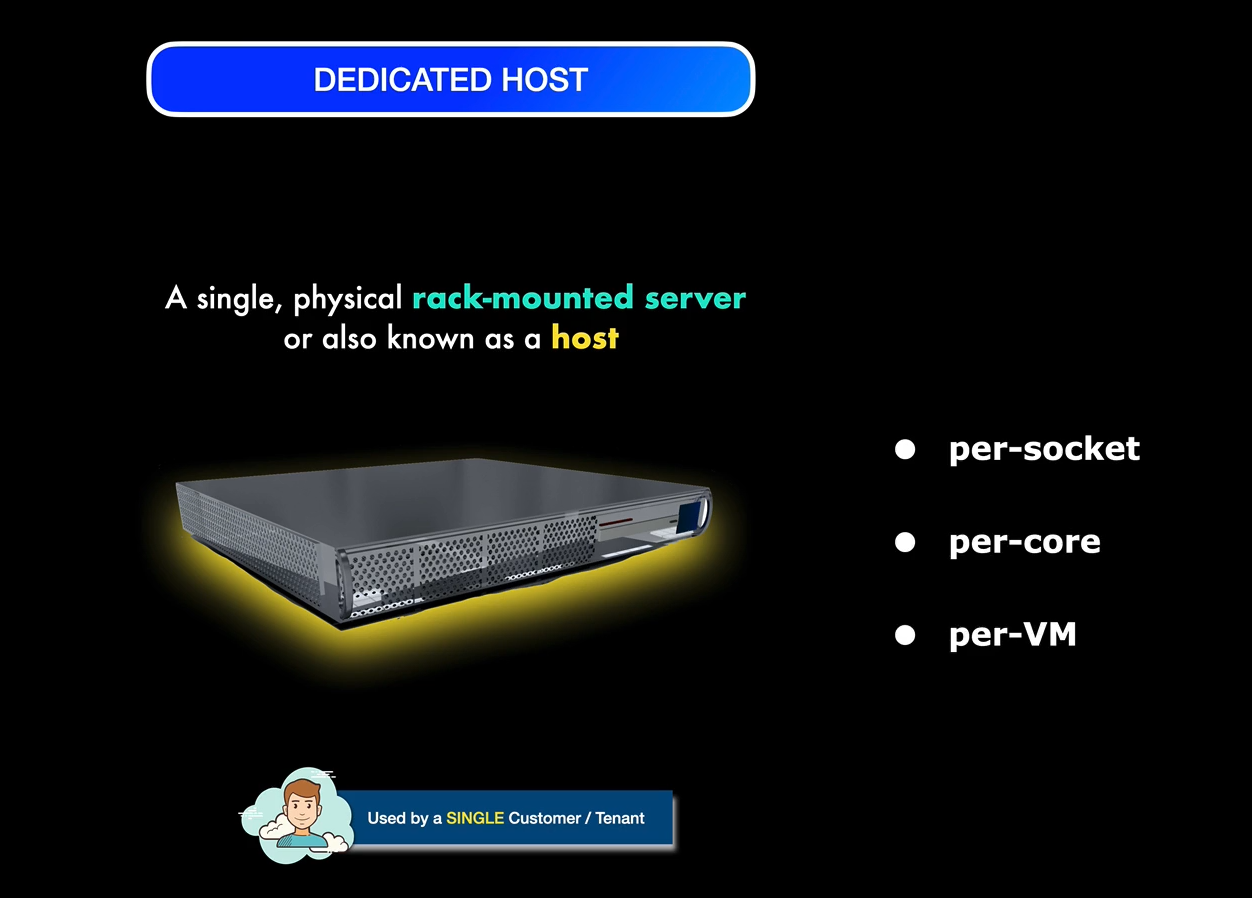 DEDICATED HOST
A single, physical rack-mounted server
or also known as a host
● per-socket
● per-core
● per-VM
Used by a SINGLE Customer / Tenant